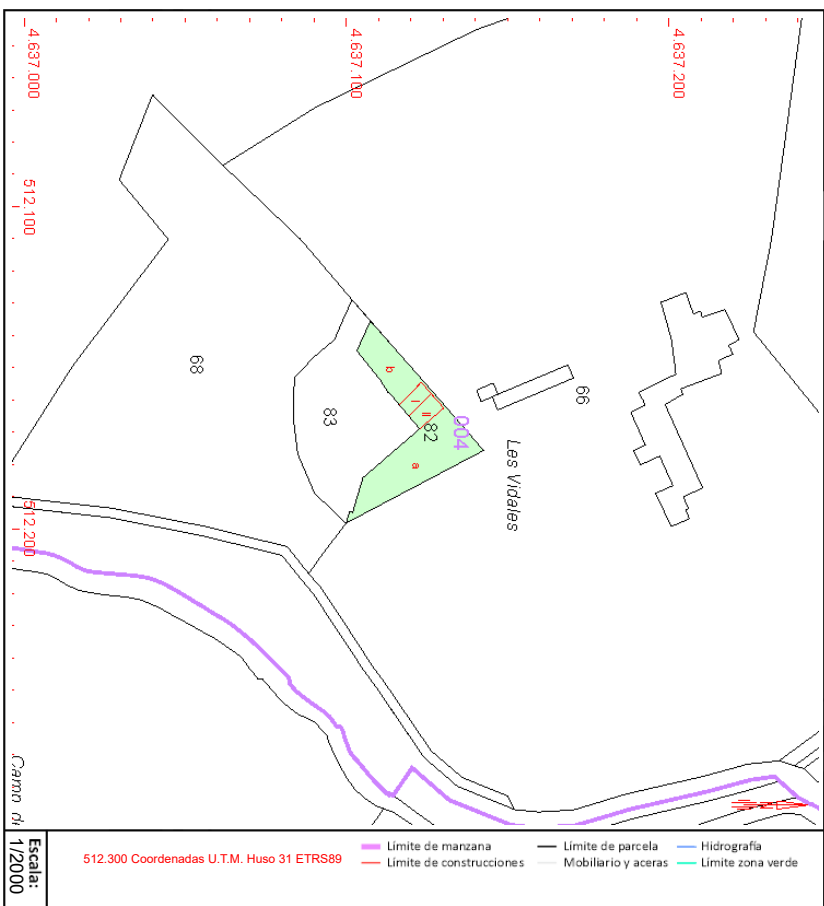 4.637.000
4.637.100
4.637.200
512.100
512.200
68
83
66
82
004
b
I
II
a
Les Vidales
Camp de
Escala:
1/2000
512.300 Coordenadas U.T.M. Huso 31 ETRS89
Límite de manzana
Límite de construcciones
Límite de parcela
Mobiliario y aceras
Hidrografía
Límite zona verde